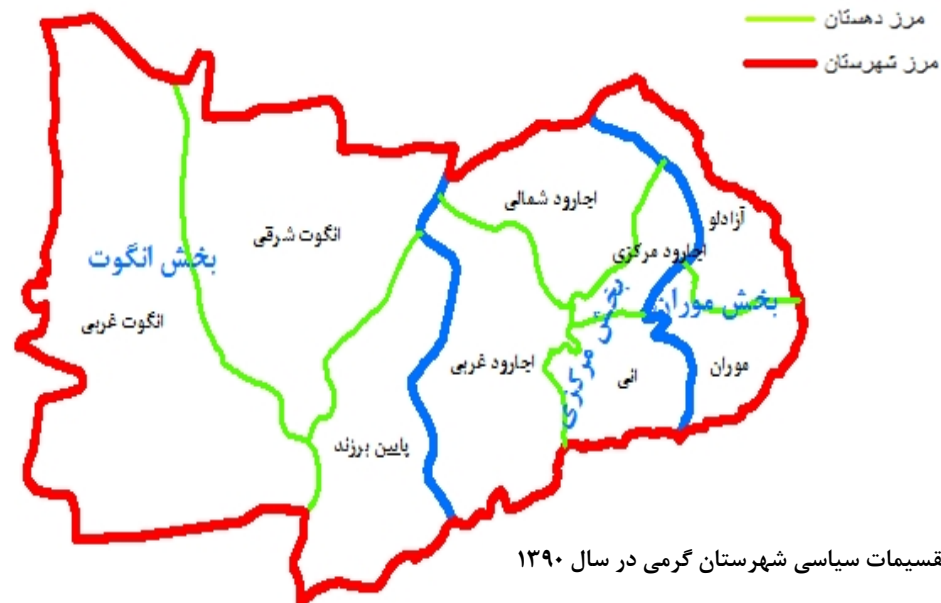 مرز دهستان
مرز شهرستان
اجارود شمالی
آزادلو
انگوت شرقی
اجارود مرکزی
بخش انگوت
بخش موران
انگوت غربی
بخش مرکزی
اجارود غربی
انی
موران
پایین برزند
قسیمات سیاسی شهرستان گرمی در سال ۱۳۹۰